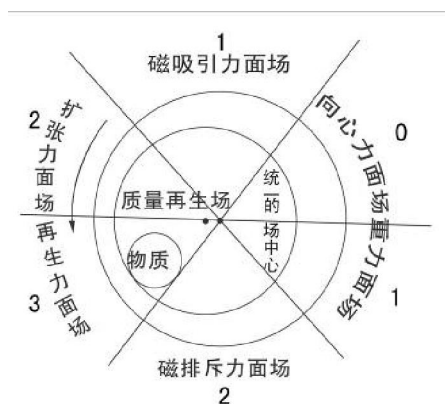 1
磁吸引力面场
2
扩张力面场
向心力面场
0
质量再生场
统一的场中心
物质
再生力面场
3
重力面场
1
磁排斥力面场
2